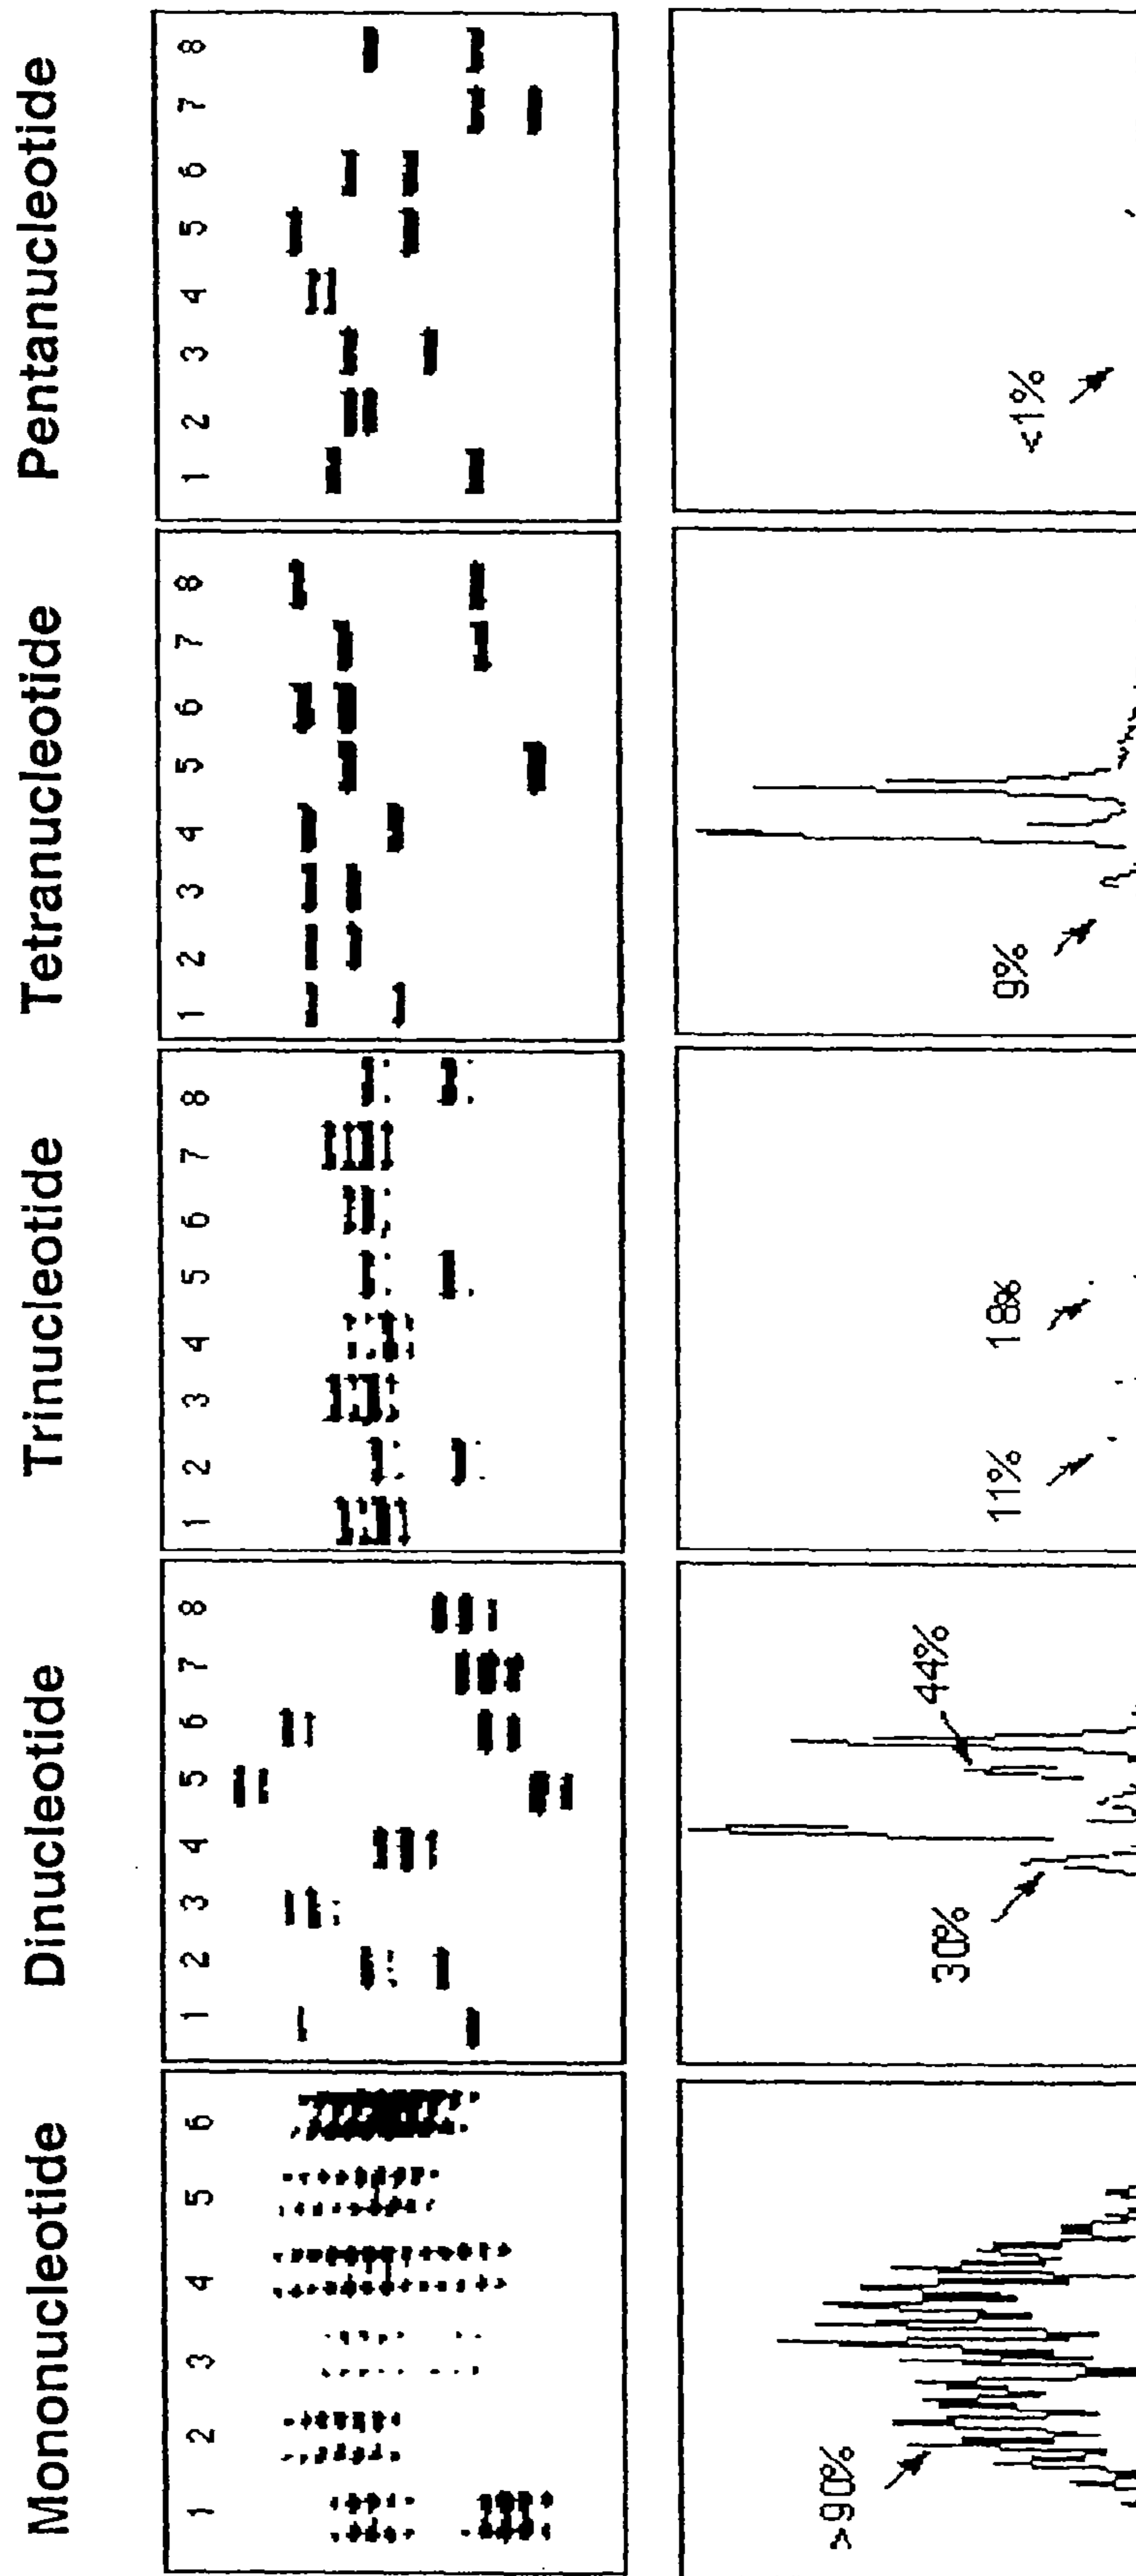 Mononucleotide Dinucleotide Trinucleotide Tetranucleotide Pentanucleotide
1 2 3 4 5 6 1 2 3 4 5 6 7 8 1 2 3 4 5 6 7 8 1 2 3 4 5 6 7 8 1 2 3 4 5 6 7 8
>90% 30% 44% 11% 18% 9% <1%